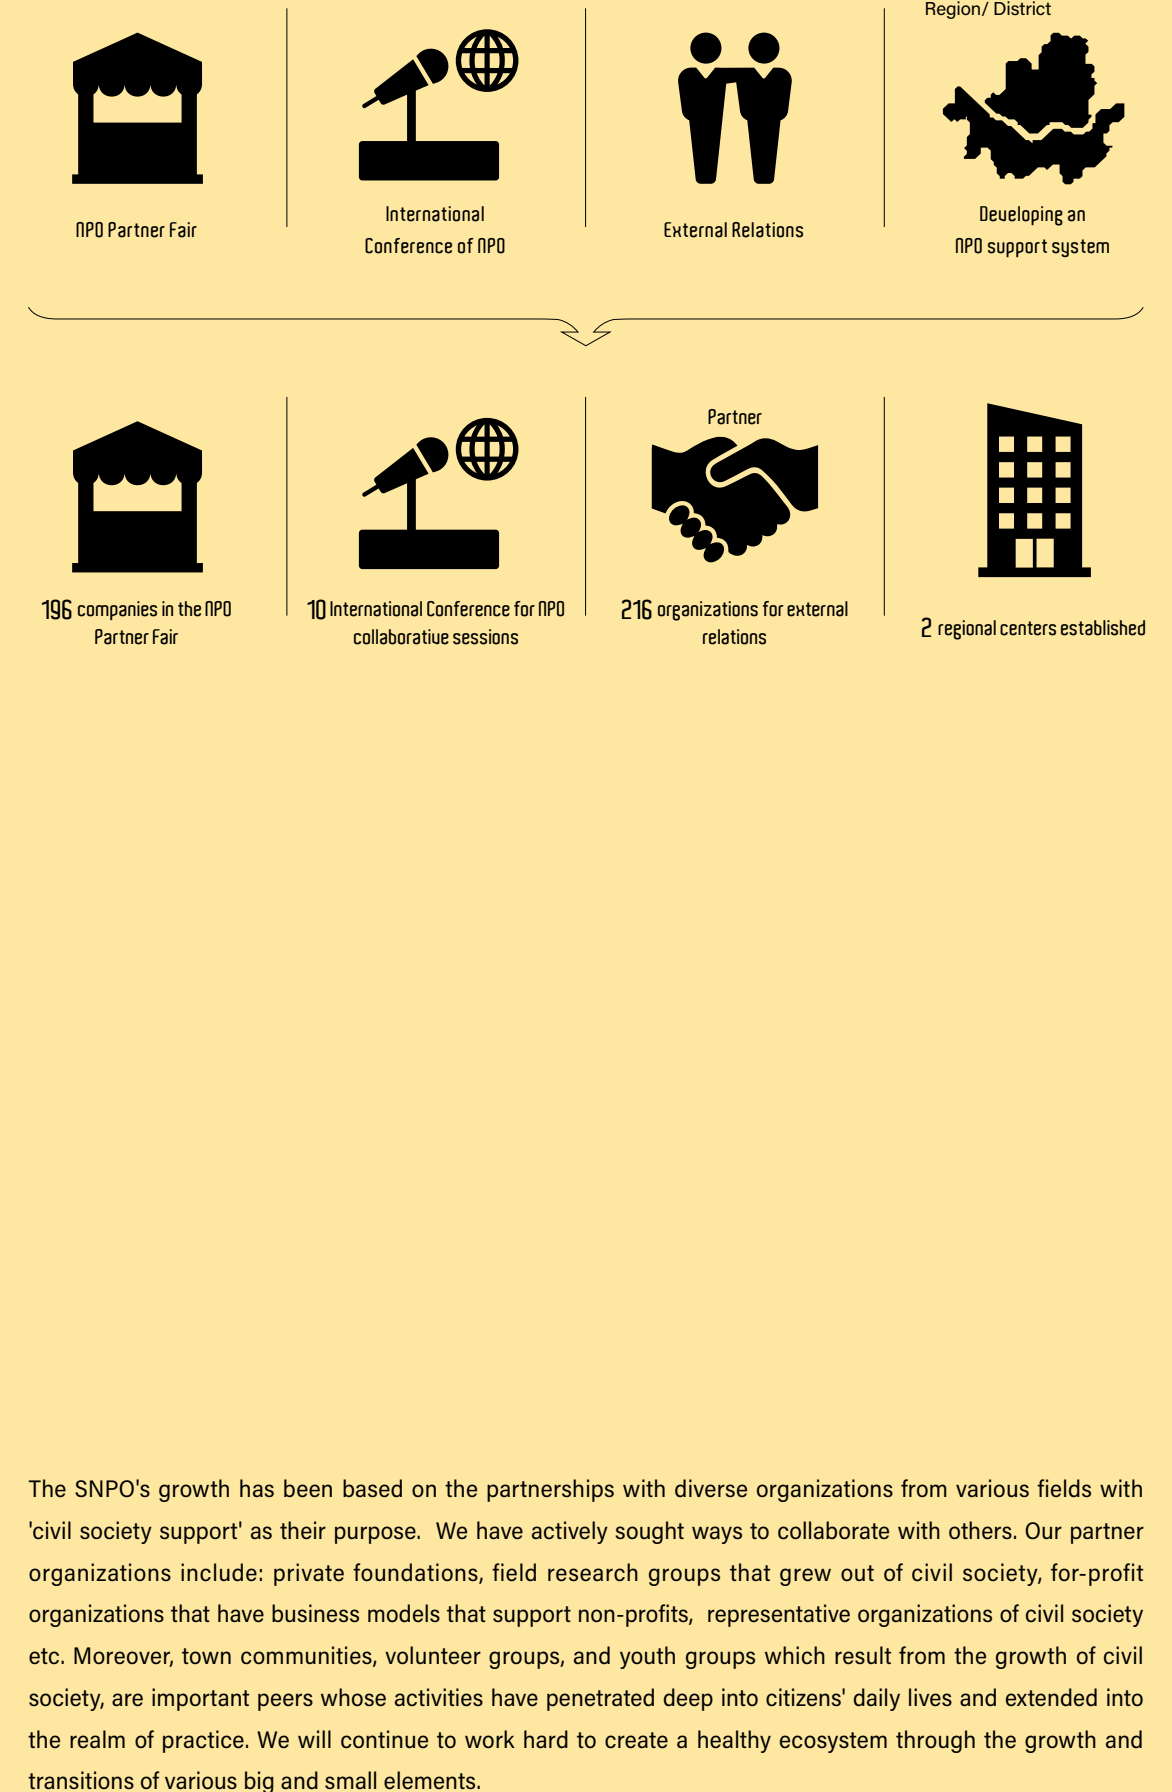 Region/ District
NPO Partner Fair
International
Conference of NPO
External Relations
Developing an
NPO support system
Partner
196 companies in the NPO
Partner Fair
10 International Conference for NPO
collaborative sessions
216 organizations for external
relations
2 regional centers established
The SNPO's growth has been based on the partnerships with diverse organizations from various fields with
'civil society support' as their purpose.  We have actively sought ways to collaborate with others. Our partner
organizations include: private foundations, field research groups that grew out of civil society, for-profit
organizations that have business models that support non-profits,  representative organizations of civil society
etc. Moreover, town communities, volunteer groups, and youth groups which result from the growth of civil
society, are important peers whose activities have penetrated deep into citizens' daily lives and extended into
the realm of practice. We will continue to work hard to create a healthy ecosystem through the growth and
transitions of various big and small elements.